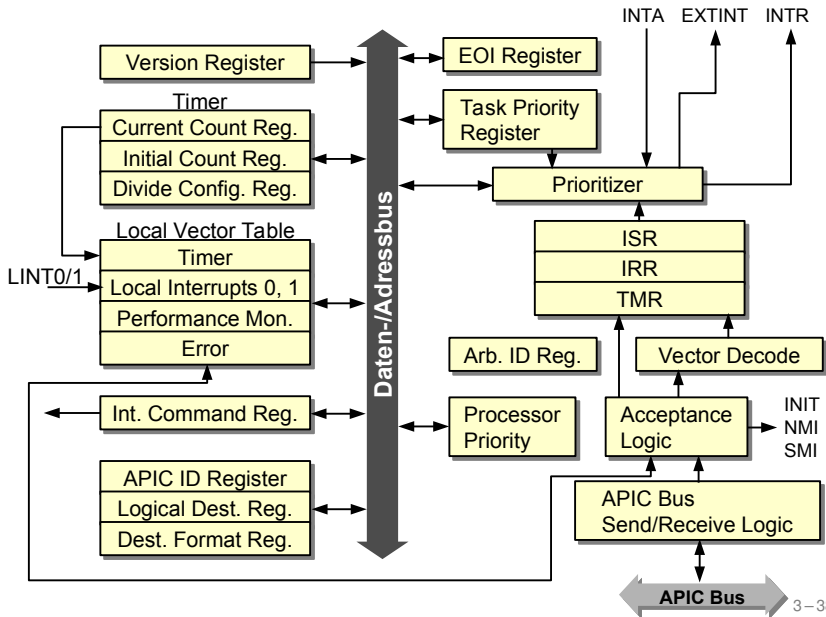 INTA EXTINT INTR
Version Register
EOI Register
Timer
Current Count Reg.
Initial Count Reg.
Divide Config. Reg.
Task Priority
Register
Prioritizer
Local Vector Table
Timer
LINT0/1
Local Interrupts 0, 1
Performance Mon.
Error
Daten-/Adressbus
ISR
IRR
TMR
Arb. ID Reg.
Vector Decode
Int. Command Reg.
Processor
Priority
Acceptance
Logic
INIT
NMI
SMI
APIC ID Register
Logical Dest. Reg.
Dest. Format Reg.
APIC Bus
Send/Receive Logic
APIC Bus
3–3